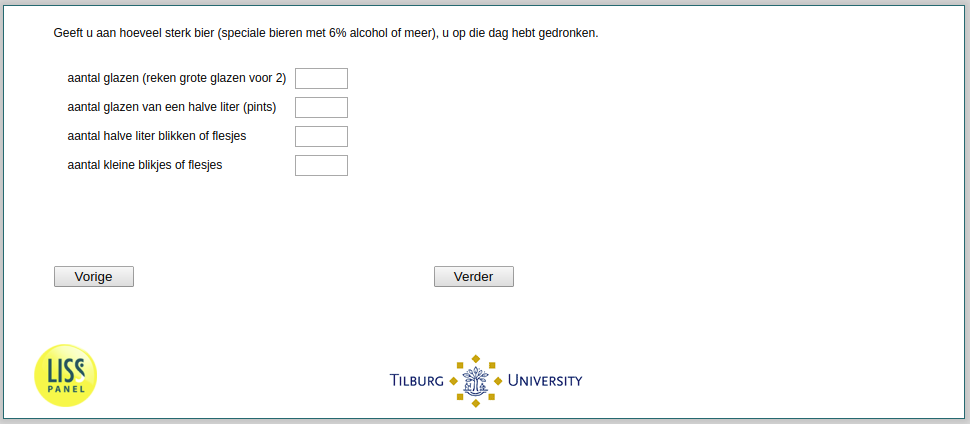 Geeft u aan hoeveel sterk bier (speciale bieren met 6% alcohol of meer), u op die dag hebt gedronken.
aantal glazen (reken grote glazen voor 2)
aantal glazen van een halve liter (pints)
aantal halve liter blikken of flesjes
aantal kleine blikjes of flesjes
Vorige
Verder
LISS
PANEL
TILBURG UNIVERSITY